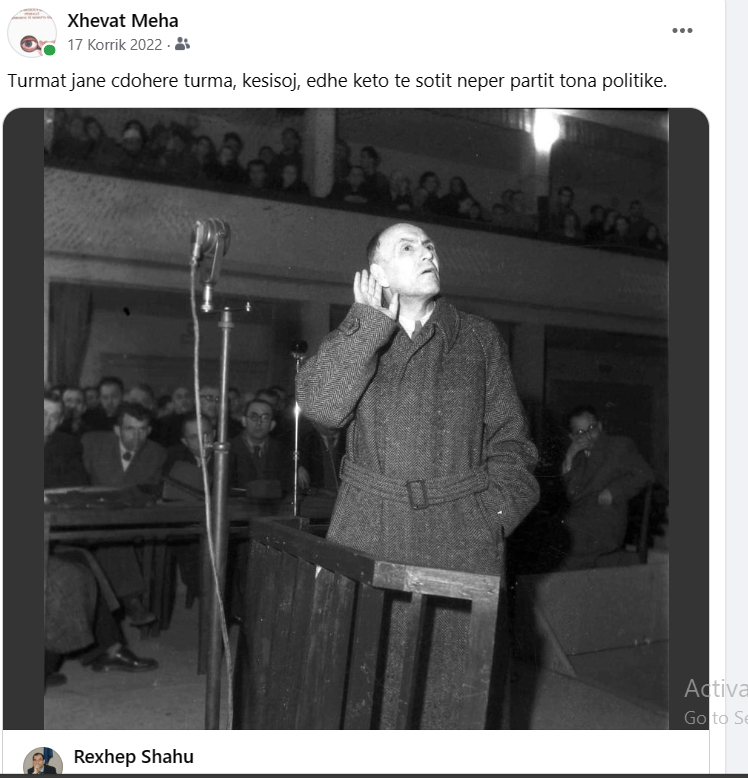 Xhevat Meha
17 Korrik 2022 ·
Turmat jane cdohere turma, kesisoj, edhe keto te sotit neper partit tona politike.
Activa
Go to Se
Rexhep Shahu